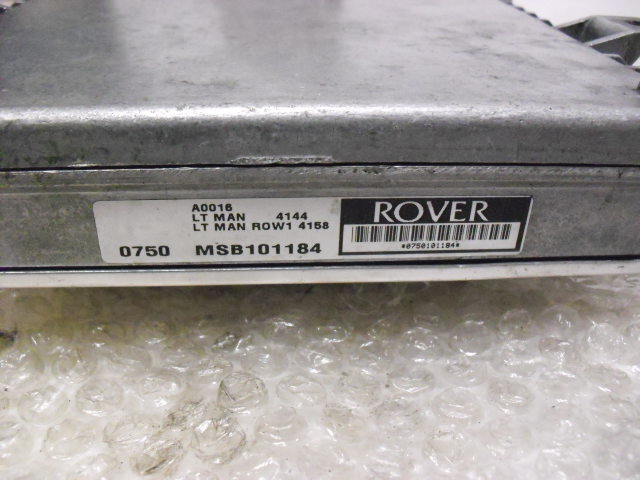 A0016
LT MAN 4144
LT MAN ROW1 4158
0750 MSB101184
ROVER
*0750101184*